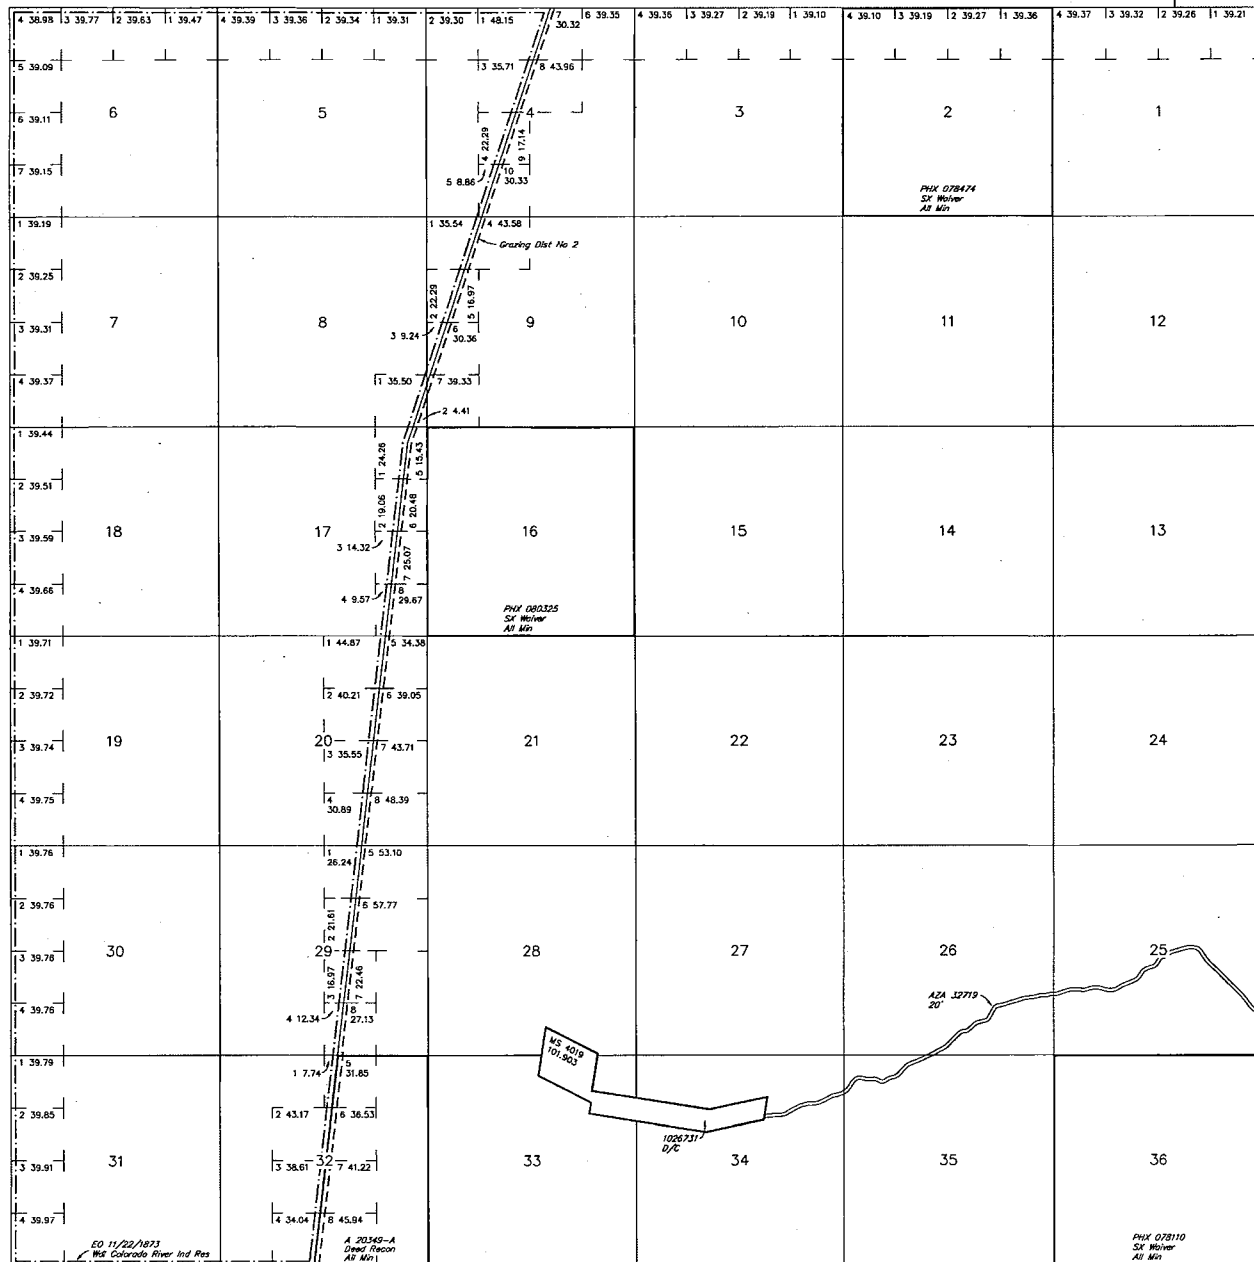 4 38.98 3 39.77 2 39.63 1 39.47 4 39.39 3 39.36 2 39.34 1 39.31 2 39.30 1 48.15 7 6 39.35 4 39.35 3 39.27 2 39.19 1 39.10 4 39.10 3 39.19 2 39.27 1 39.36 4 39.37 3 39.32 2 39.26 1 39.21
30.32
5 39.09 3 35.71 8 43.96
6 39.11 6 5 4 3 2 1
4 22.29 9 17.14
7 39.15 5 8.86 10
30.33
PHX 078474
SX Waiver
All Min
1 39.19 1 35.54 4 43.58
Grazing Dist No 2
2 39.25
2 22.29 5 16.97
3 39.31 7 8 3 9.24 6 9 10 11 12
30.36
4 39.37 1 35.50 7 39.33
2 4.41
1 39.44
1 24.26 5 15.43
2 39.51
2 19.06 6 20.48
3 39.59 18 17 16 15 14 13
3 14.32
7 25.07
4 39.66 4 9.57 8
29.67
PHX 080325
SX Waiver
All Min
1 39.71 1 44.87 5 34.38
2 39.72 2 40.21 6 39.05
3 39.74 19 20 21 22 23 24
3 35.55 7 43.71
4 39.75 4 8 48.39
30.89
1 39.76 1 5 53.10
26.24
2 39.76 6 57.77
2 21.61
3 39.76 30 29 28 27 26 25
3 16.97 7 22.46
AZA 32719
20'
4 39.76 4 12.34 8
27.13
MS 4019
101.903
1 39.79 1 7.74 5
31.85
2 39.85 2 43.17 6 36.53
1026731
D/C
3 39.91 31 3 38.61 32 7 41.22 33 34 35 36
4 39.97 4 34.04 8 45.94
EO 11/22/1873
Wdl Colorado River Ind Res
A 20349-A
Deed Recon
All Min
PHX 078110
SX Waiver
All Min